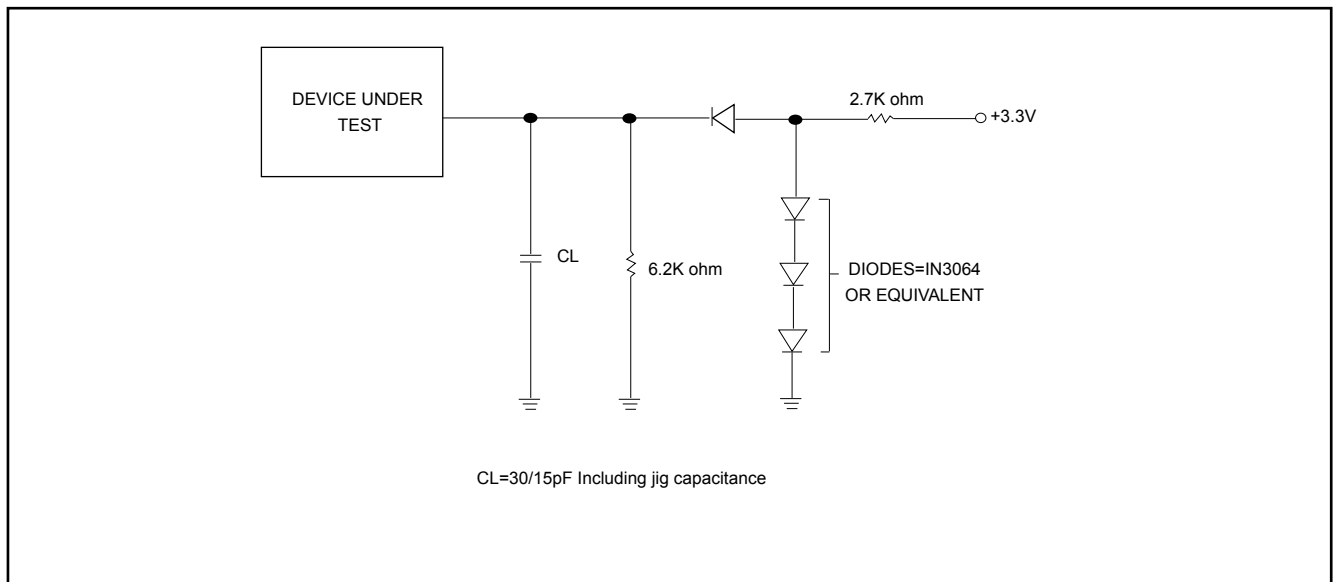 DEVICE UNDER
TEST
2.7K ohm
+3.3V
CL
6.2K ohm
DIODES=IN3064
OR EQUIVALENT
CL=30/15pF Including jig capacitance